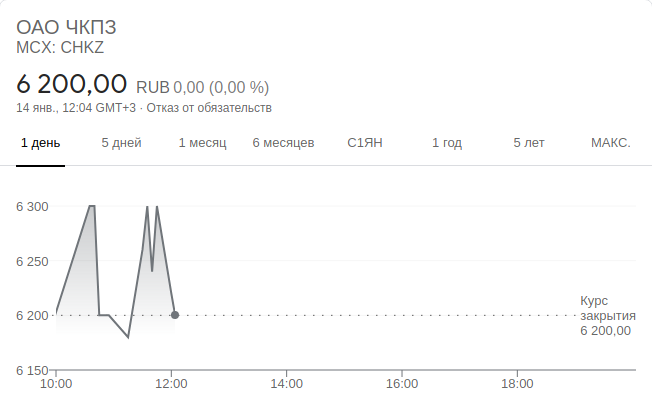 ОАО ЧКПЗ
MCX: CHKZ
6 200,00 RUB 0,00 (0,00 %)
14 янв., 12:04 GMT+3 · Отказ от обязательств
1 день 5 дней 1 месяц 6 месяцев С1ЯН 1 год 5 лет МАКС.
6 300
6 250
6 200
6 150
Курс
закрытия
6 200,00
10:00 12:00 14:00 16:00 18:00